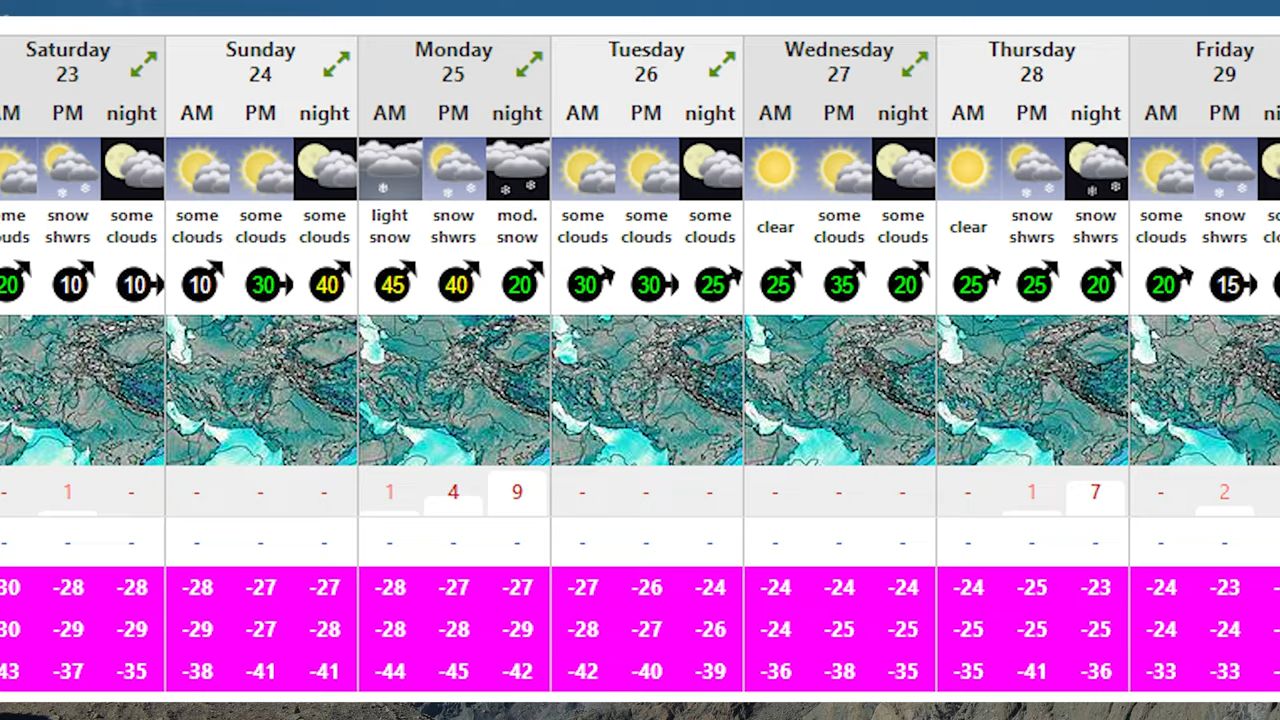 Saturday Sunday Monday Tuesday Wednesday Thursday Friday
23 24 25 26 27 28 29
AM PM night AM PM night AM PM night AM PM night AM PM night AM PM night AM PM
snow some some some some light snow mod. some some some clear some some clear snow snow some snow
shwrs clouds clouds clouds clouds snow shwrs snow clouds clouds clouds clouds clouds shwrs shwrs clouds shwrs
20 10 10 10 30 40 45 40 20 30 30 25 25 35 20 25 25 20 20 15
- 1 - - - - 1 4 9 - - - - - - - 1 7 - 2
- - - - - - - - - - - - - - - - - - - -
30 -28 -28 -28 -27 -27 -28 -27 -27 -27 -26 -24 -24 -24 -24 -24 -25 -23 -24 -23
30 -29 -29 -29 -27 -28 -28 -28 -29 -28 -27 -26 -24 -25 -25 -25 -25 -25 -24 -24
43 -37 -35 -38 -41 -41 -44 -45 -42 -42 -40 -39 -36 -38 -35 -35 -41 -36 -33 -33